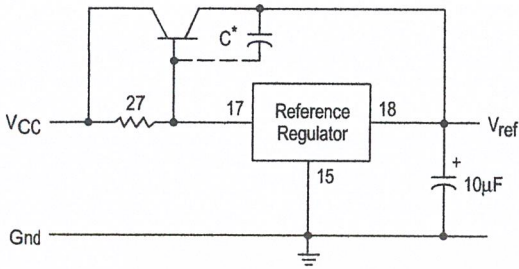 C*
27
17
Reference
Regulator
18
VCC
Vref
15
+
10μF
Gnd